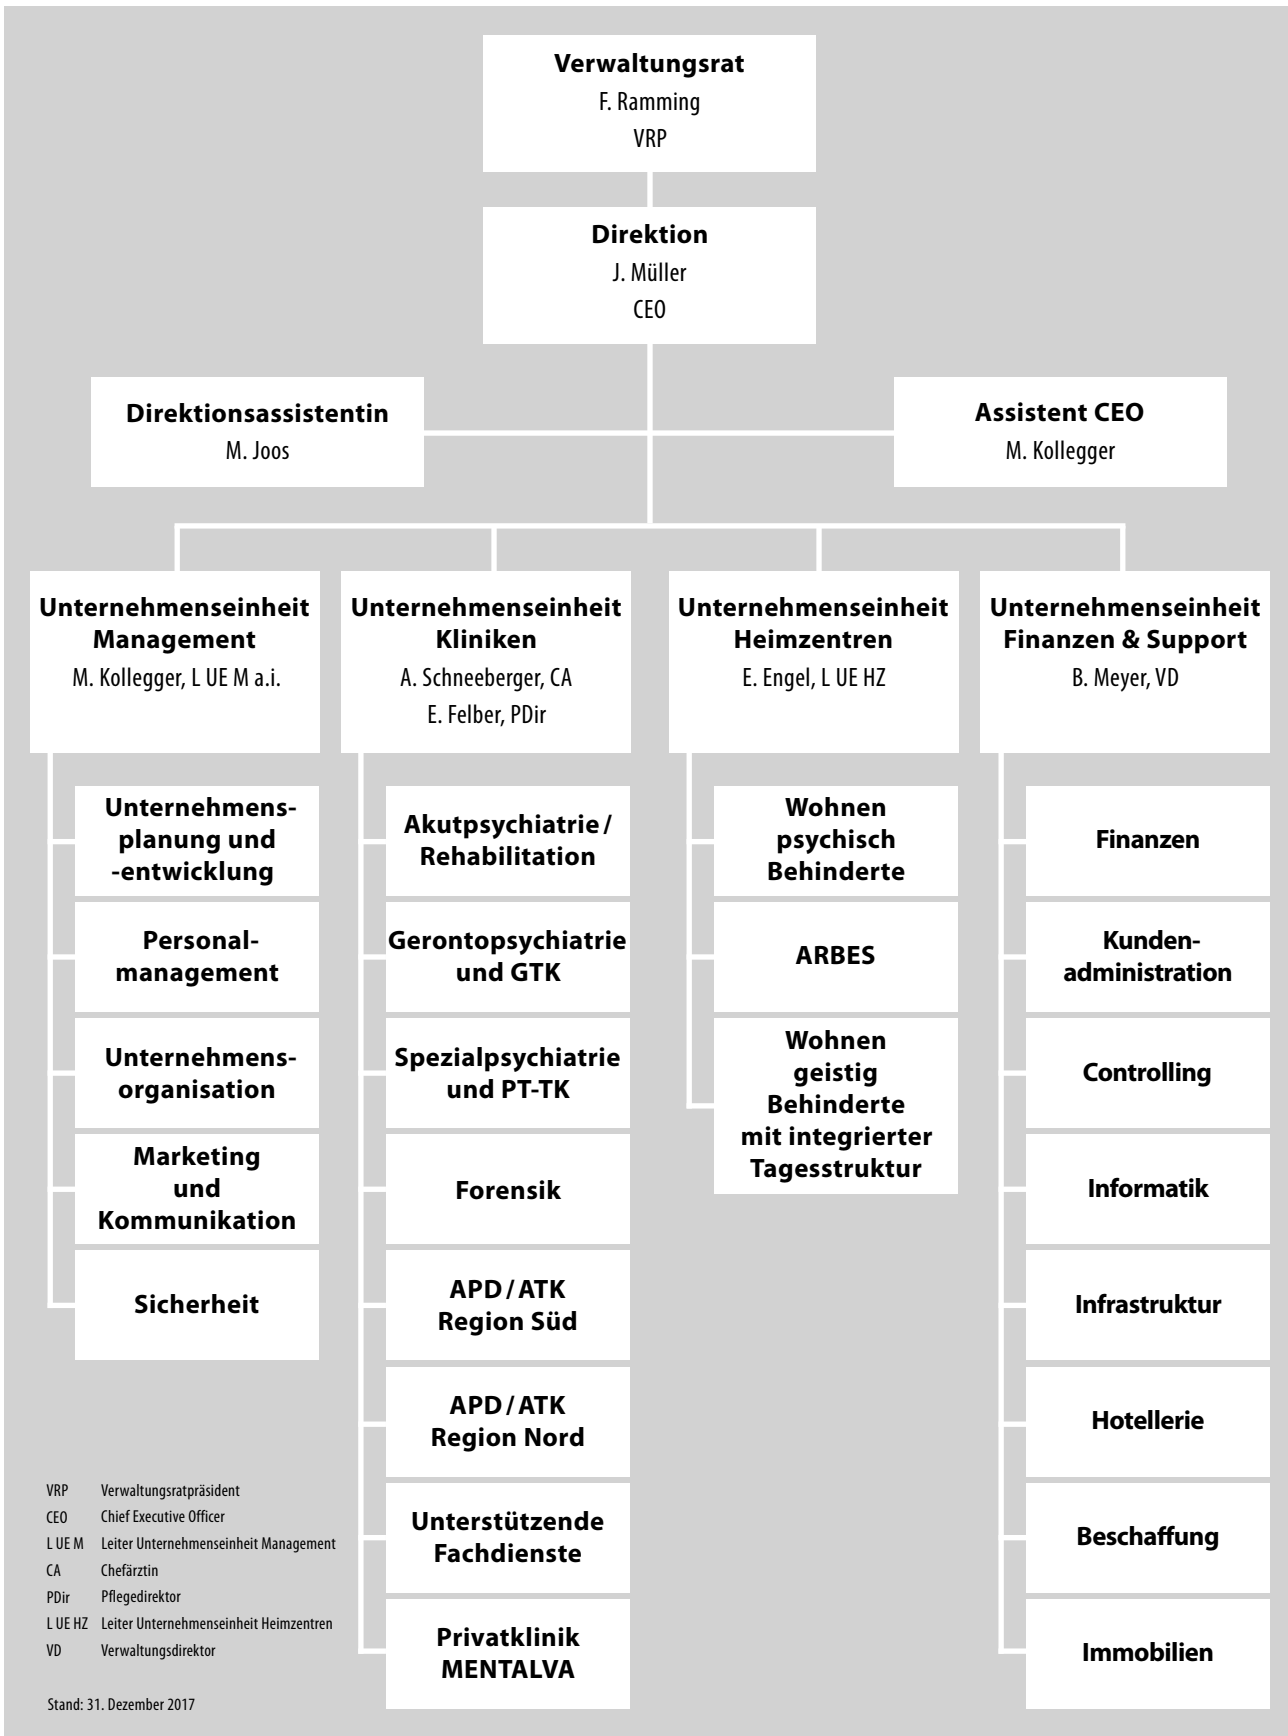 Verwaltungsrat
F. Ramming
VRP
Direktion
J. Müller
CEO
Direktionsassistentin
M. Joos
Assistent CEO
M. Kollegger
Unternehmenseinheit
Management
M. Kollegger, L UE M a.i.
Unternehmenseinheit
Kliniken
A. Schneeberger, CA
E. Felber, PDir
Unternehmenseinheit
Heimzentren
E. Engel, L UE HZ
Unternehmenseinheit
Finanzen & Support
B. Meyer, VD
Unternehmens-
planung und
-entwicklung
Personal-
management
Unternehmens-
organisation
Marketing
und
Kommunikation
Sicherheit
Akutpsychiatrie /
Rehabilitation
Gerontopsychiatrie
und GTK
Spezialpsychiatrie
und PT-TK
Forensik
APD / ATK
Region Süd
APD / ATK
Region Nord
Unterstützende
Fachdienste
Privatklinik
MENTALVA
Wohnen
psychisch
Behinderte
ARBES
Wohnen
geistig
Behinderte
mit integrierter
Tagesstruktur
Finanzen
Kunden-
administration
Controlling
Informatik
Infrastruktur
Hotellerie
Beschaffung
Immobilien
VRP Verwaltungsratpräsident
CEO Chief Executive Officer
L UE M Leiter Unternehmenseinheit Management
CA Chefärztin
PDir Pflegedirektor
L UE HZ Leiter Unternehmenseinheit Heimzentren
VD Verwaltungsdirektor
Stand: 31. Dezember 2017